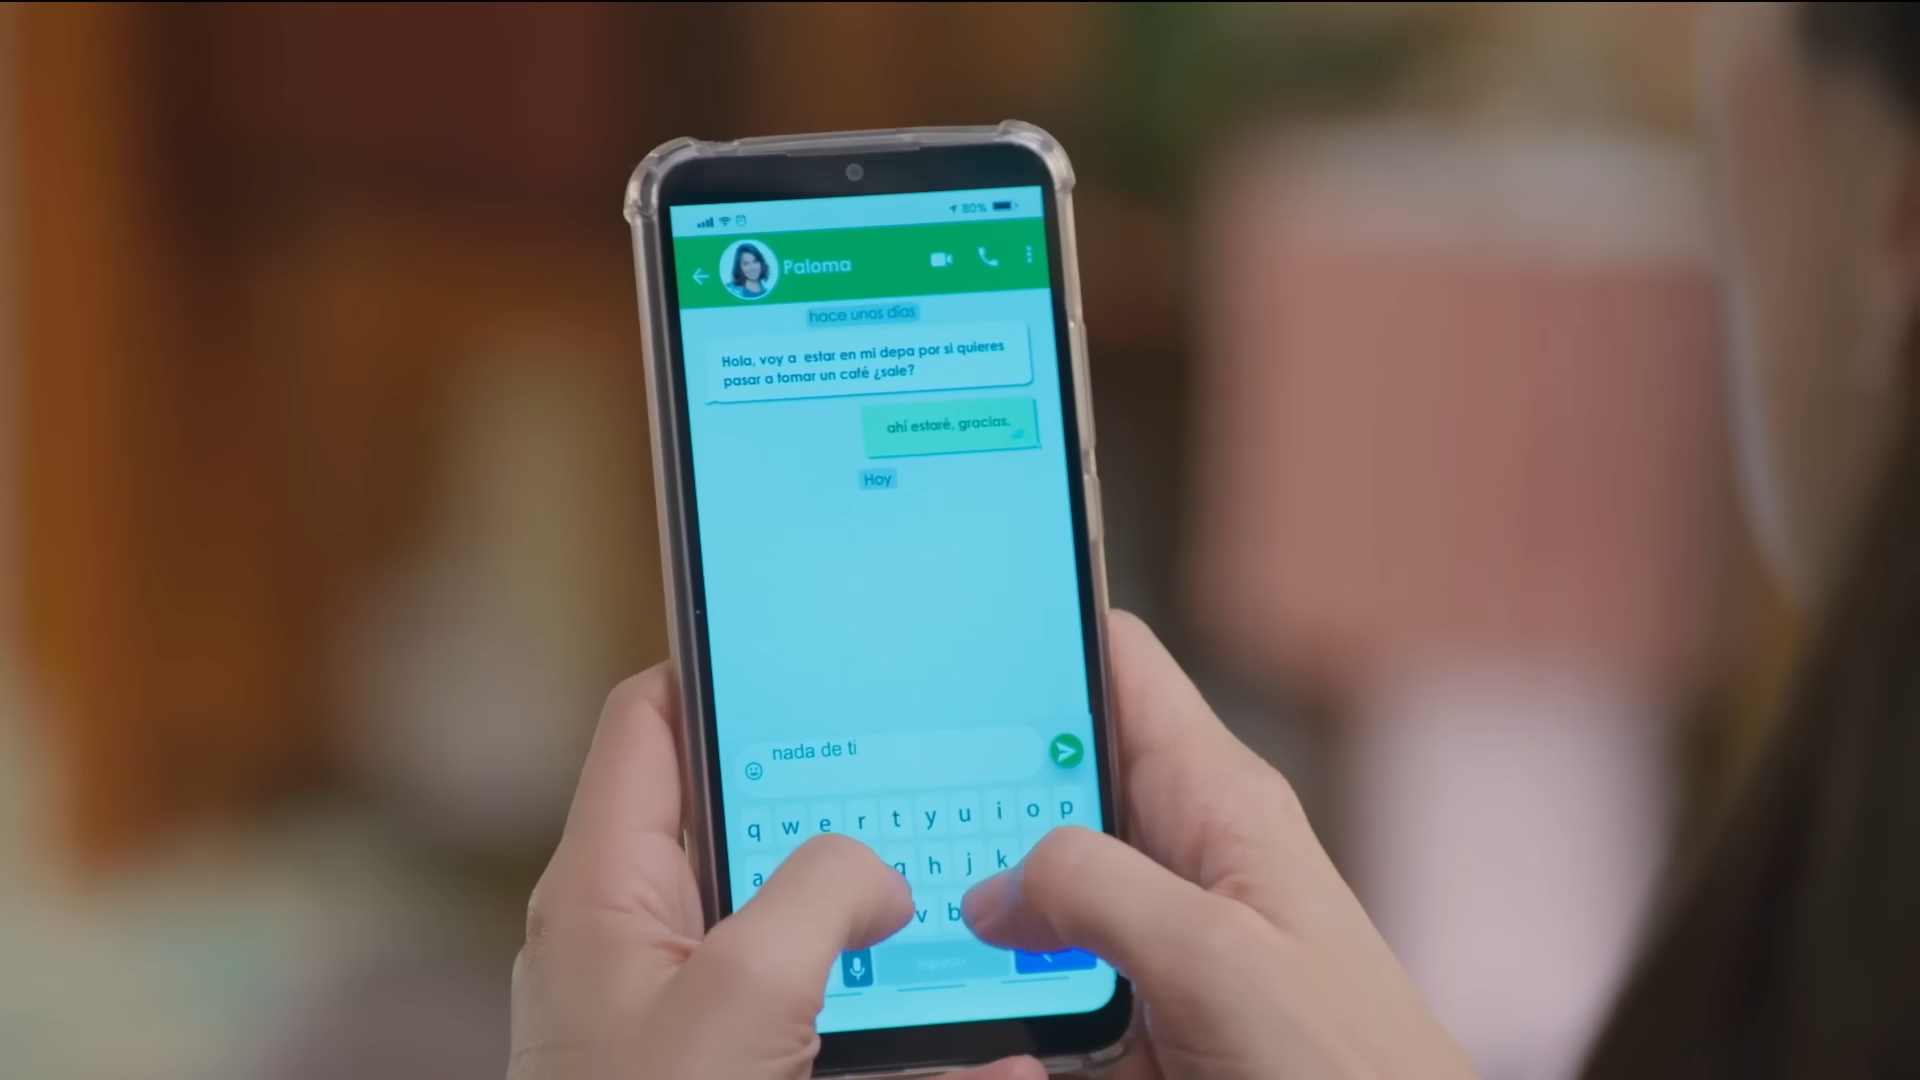 80%
Paloma
hace unos días
Hola, voy a estar en mi depa por si quieres
pasar a tomar un café ¿sale?
ahí estaré, gracias.
Hoy
nada de ti
q w e r t y u i o p
a g h j k
v b